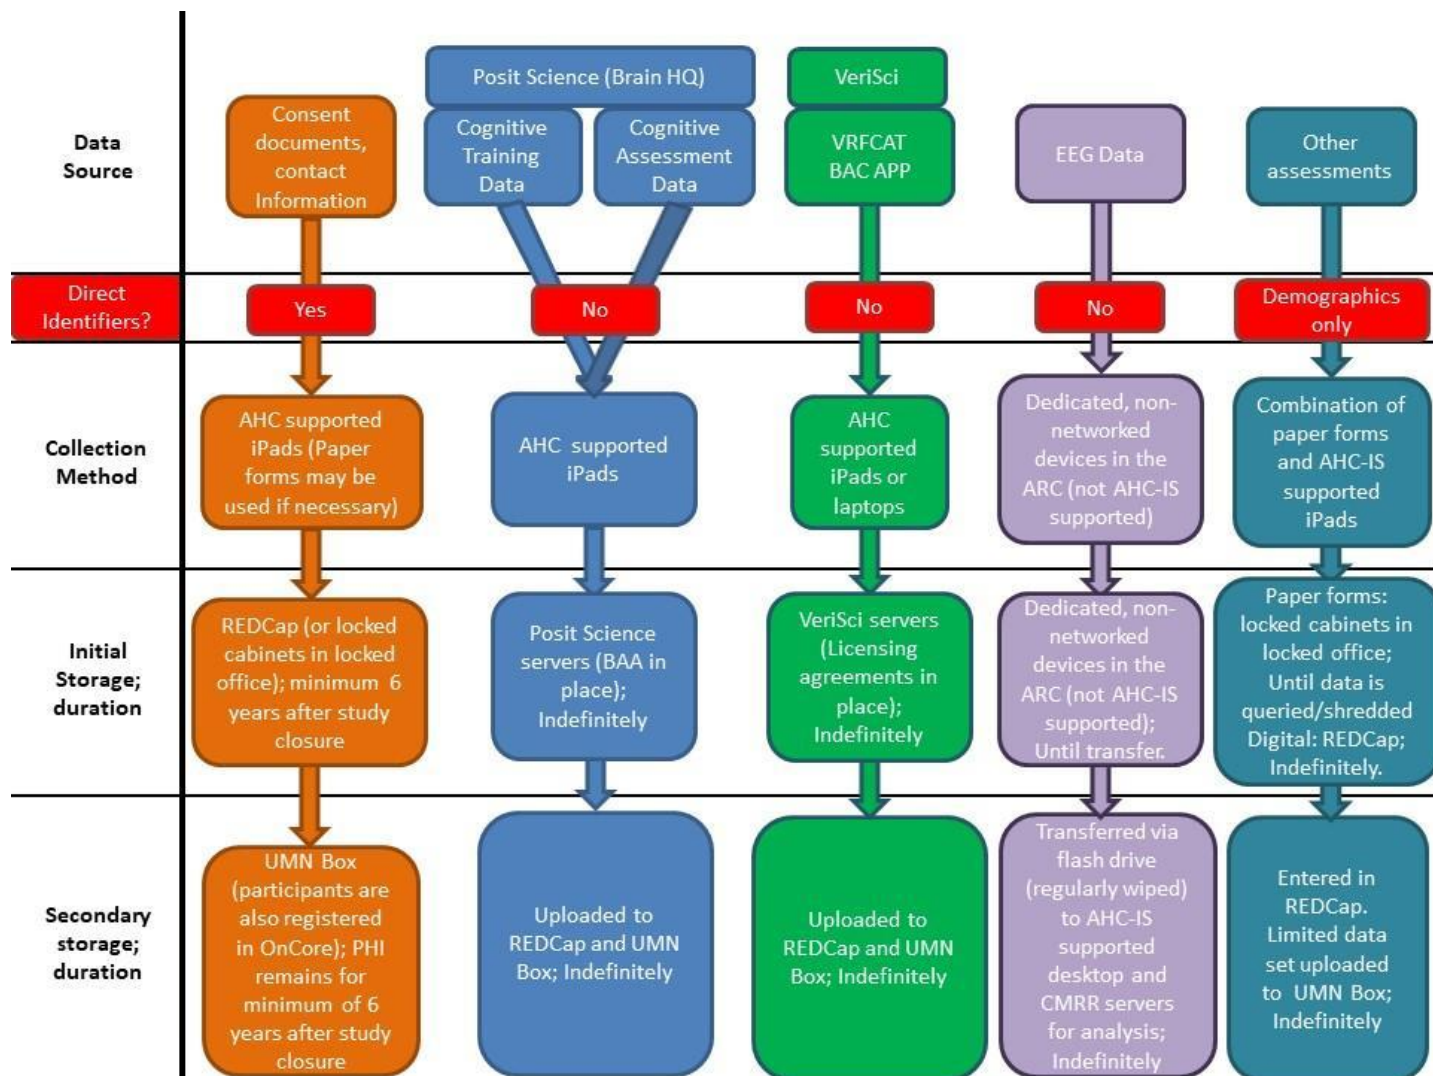 Data
Source
Consent
documents,
contact
Information
Posit Science (Brain HQ)
Cognitive
Training
Data
Cognitive
Assessment
Data
VeriSci
VRFCAT
BAC APP
EEG Data
Other
assessments
Direct
Identifiers?
Yes
No
No
No
Demographics
only
Collection
Method
AHC supported
iPads (Paper
forms may be
used if necessary)
AHC supported
iPads
AHC
supported
iPads or
laptops
Dedicated, non-
networked
devices in the
ARC (not AHC-IS
supported)
Combination of
paper forms
and AHC-IS
supported
iPads
Initial
Storage;
duration
REDCap (or locked
cabinets in locked
office); minimum 6
years after study
closure
Posit Science
servers (BAA in
place);
Indefinitely
VeriSci servers
(Licensing
agreements in
place);
Indefinitely
Dedicated, non-
networked
devices in the
ARC (not AHC-IS
supported);
Until transfer.
Paper forms:
locked cabinets in
locked office;
Until data is
queried/shredded
Digital: REDCap;
Indefinitely.
Secondary
storage;
duration
UMN Box
(participants are
also registered
in OnCore); PHI
remains for
minimum of 6
years after study
closure
Uploaded to
REDCap and UMN
Box; Indefinitely
Uploaded to
REDCap and UMN
Box; Indefinitely
Transferred via
flash drive
(regularly wiped)
to AHC-IS
supported
desktop and
CMRR servers
for analysis;
Indefinitely
Entered in
REDCap.
Limited data
set uploaded
to UMN Box;
Indefinitely